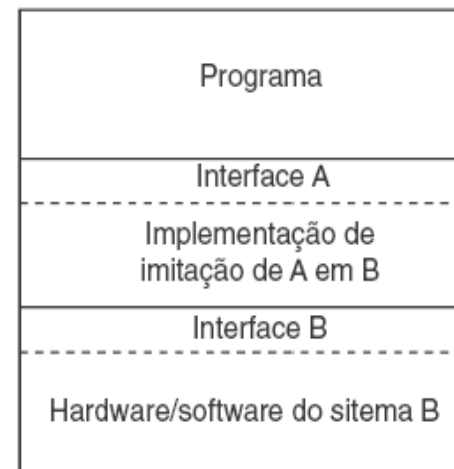 Programa
Interface A
Implementação de
imitação de A em B
Interface B
Hardware/software do sitema B